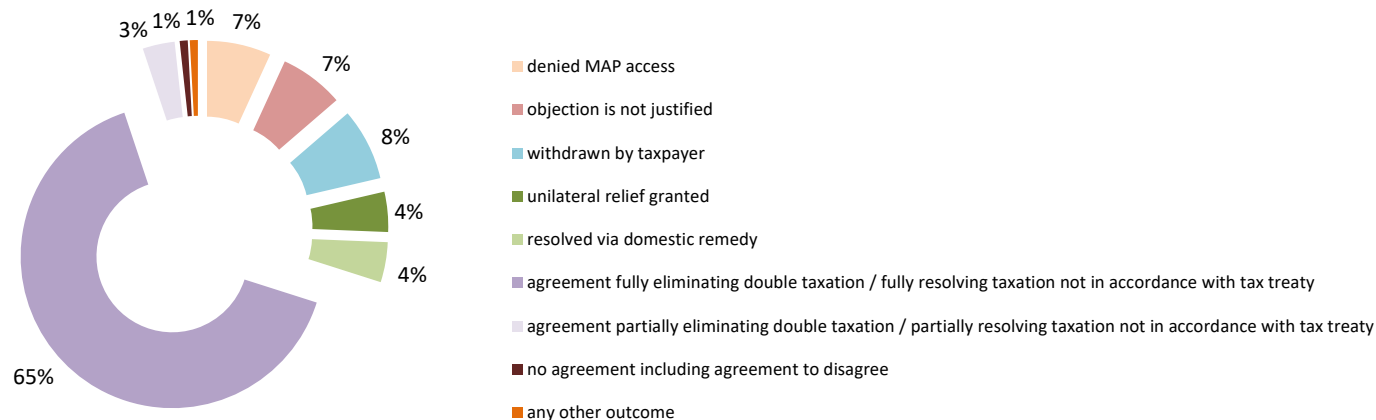 3% 1% 1% 7%
7%
8%
4%
4%
65%
denied MAP access
objection is not justified
withdrawn by taxpayer
unilateral relief granted
resolved via domestic remedy
agreement fully eliminating double taxation / fully resolving taxation not in accordance with tax treaty
agreement partially eliminating double taxation / partially resolving taxation not in accordance with tax treaty
no agreement including agreement to disagree
any other outcome